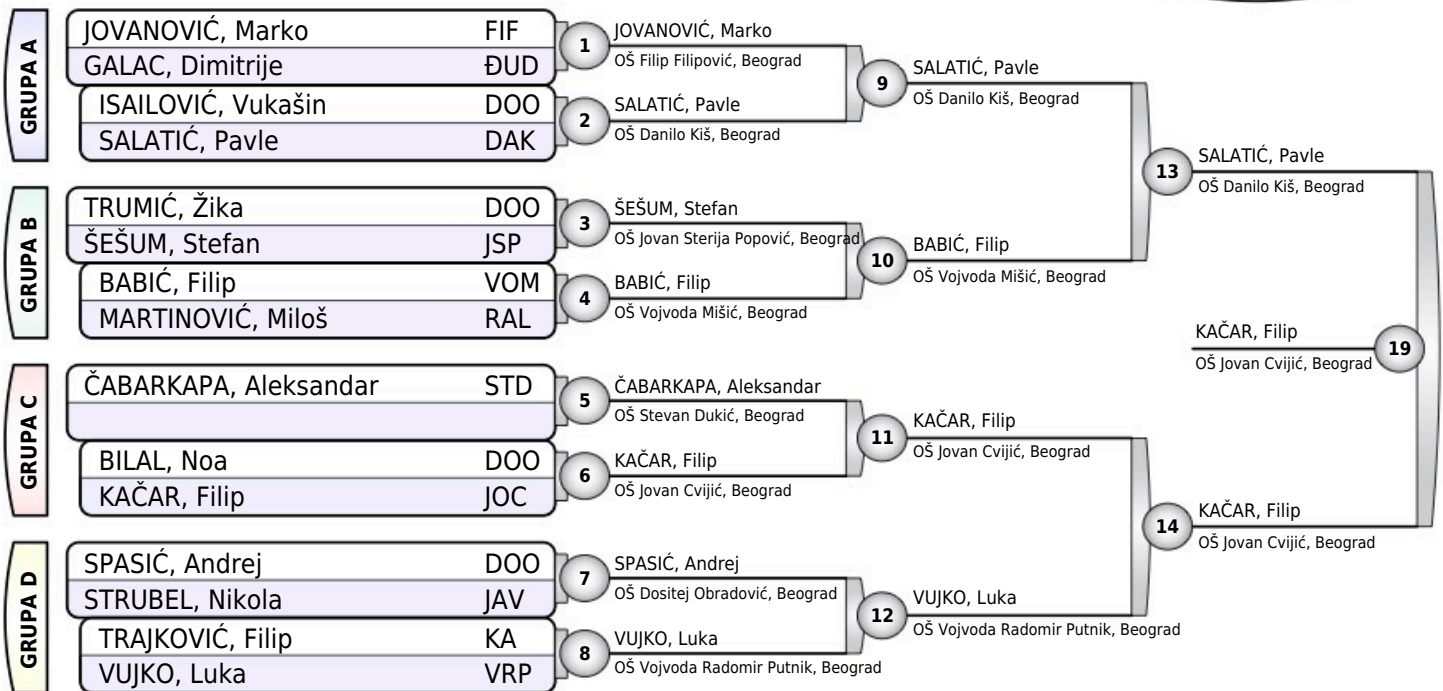 GRUPA A
JOVANOVIĆ, Marko FIF
GALAC, Dimitrije ĐUD
ISAILOVIĆ, Vukašin DOO
SALATIĆ, Pavle DAK
GRUPA B
TRUMIĆ, Žika DOO
ŠEŠUM, Stefan JSP
BABIĆ, Filip VOM
MARTINOVIĆ, Miloš RAL
GRUPA C
ČABARKAPA, Aleksandar STD
BILAL, Noa DOO
KAČAR, Filip JOC
GRUPA D
SPASIĆ, Andrej DOO
STRUBEL, Nikola JAV
TRAJKOVIĆ, Filip KA
VUJKO, Luka VRP
1
JOVANOVIĆ, Marko
OŠ Filip Filipović, Beograd
2
SALATIĆ, Pavle
OŠ Danilo Kiš, Beograd
3
ŠEŠUM, Stefan
OŠ Jovan Sterija Popović, Beograd
4
BABIĆ, Filip
OŠ Vojvoda Mišić, Beograd
5
ČABARKAPA, Aleksandar
OŠ Stevan Dukić, Beograd
6
KAČAR, Filip
OŠ Jovan Cvijić, Beograd
7
SPASIĆ, Andrej
OŠ Dositej Obradović, Beograd
8
VUJKO, Luka
OŠ Vojvoda Radomir Putnik, Beograd
9
SALATIĆ, Pavle
OŠ Danilo Kiš, Beograd
10
BABIĆ, Filip
OŠ Vojvoda Mišić, Beograd
11
KAČAR, Filip
OŠ Jovan Cvijić, Beograd
12
VUJKO, Luka
OŠ Vojvoda Radomir Putnik, Beograd
13
SALATIĆ, Pavle
OŠ Danilo Kiš, Beograd
14
KAČAR, Filip
OŠ Jovan Cvijić, Beograd
KAČAR, Filip
OŠ Jovan Cvijić, Beograd
19